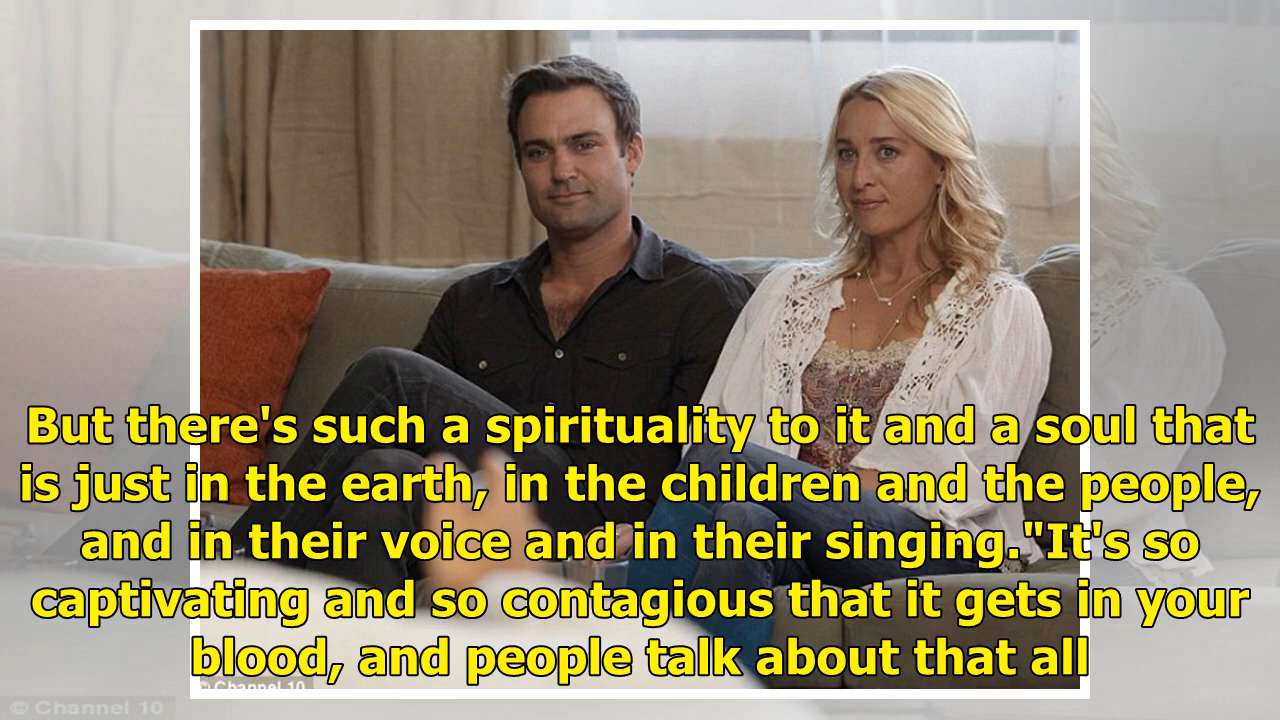 But there's such a spirituality to it and a soul that
is just in the earth, in the children and the people,
and in their voice and in their singing."It's so
captivating and so contagious that it gets in your
blood, and people talk about that all
© Channel 10
© Channel 10